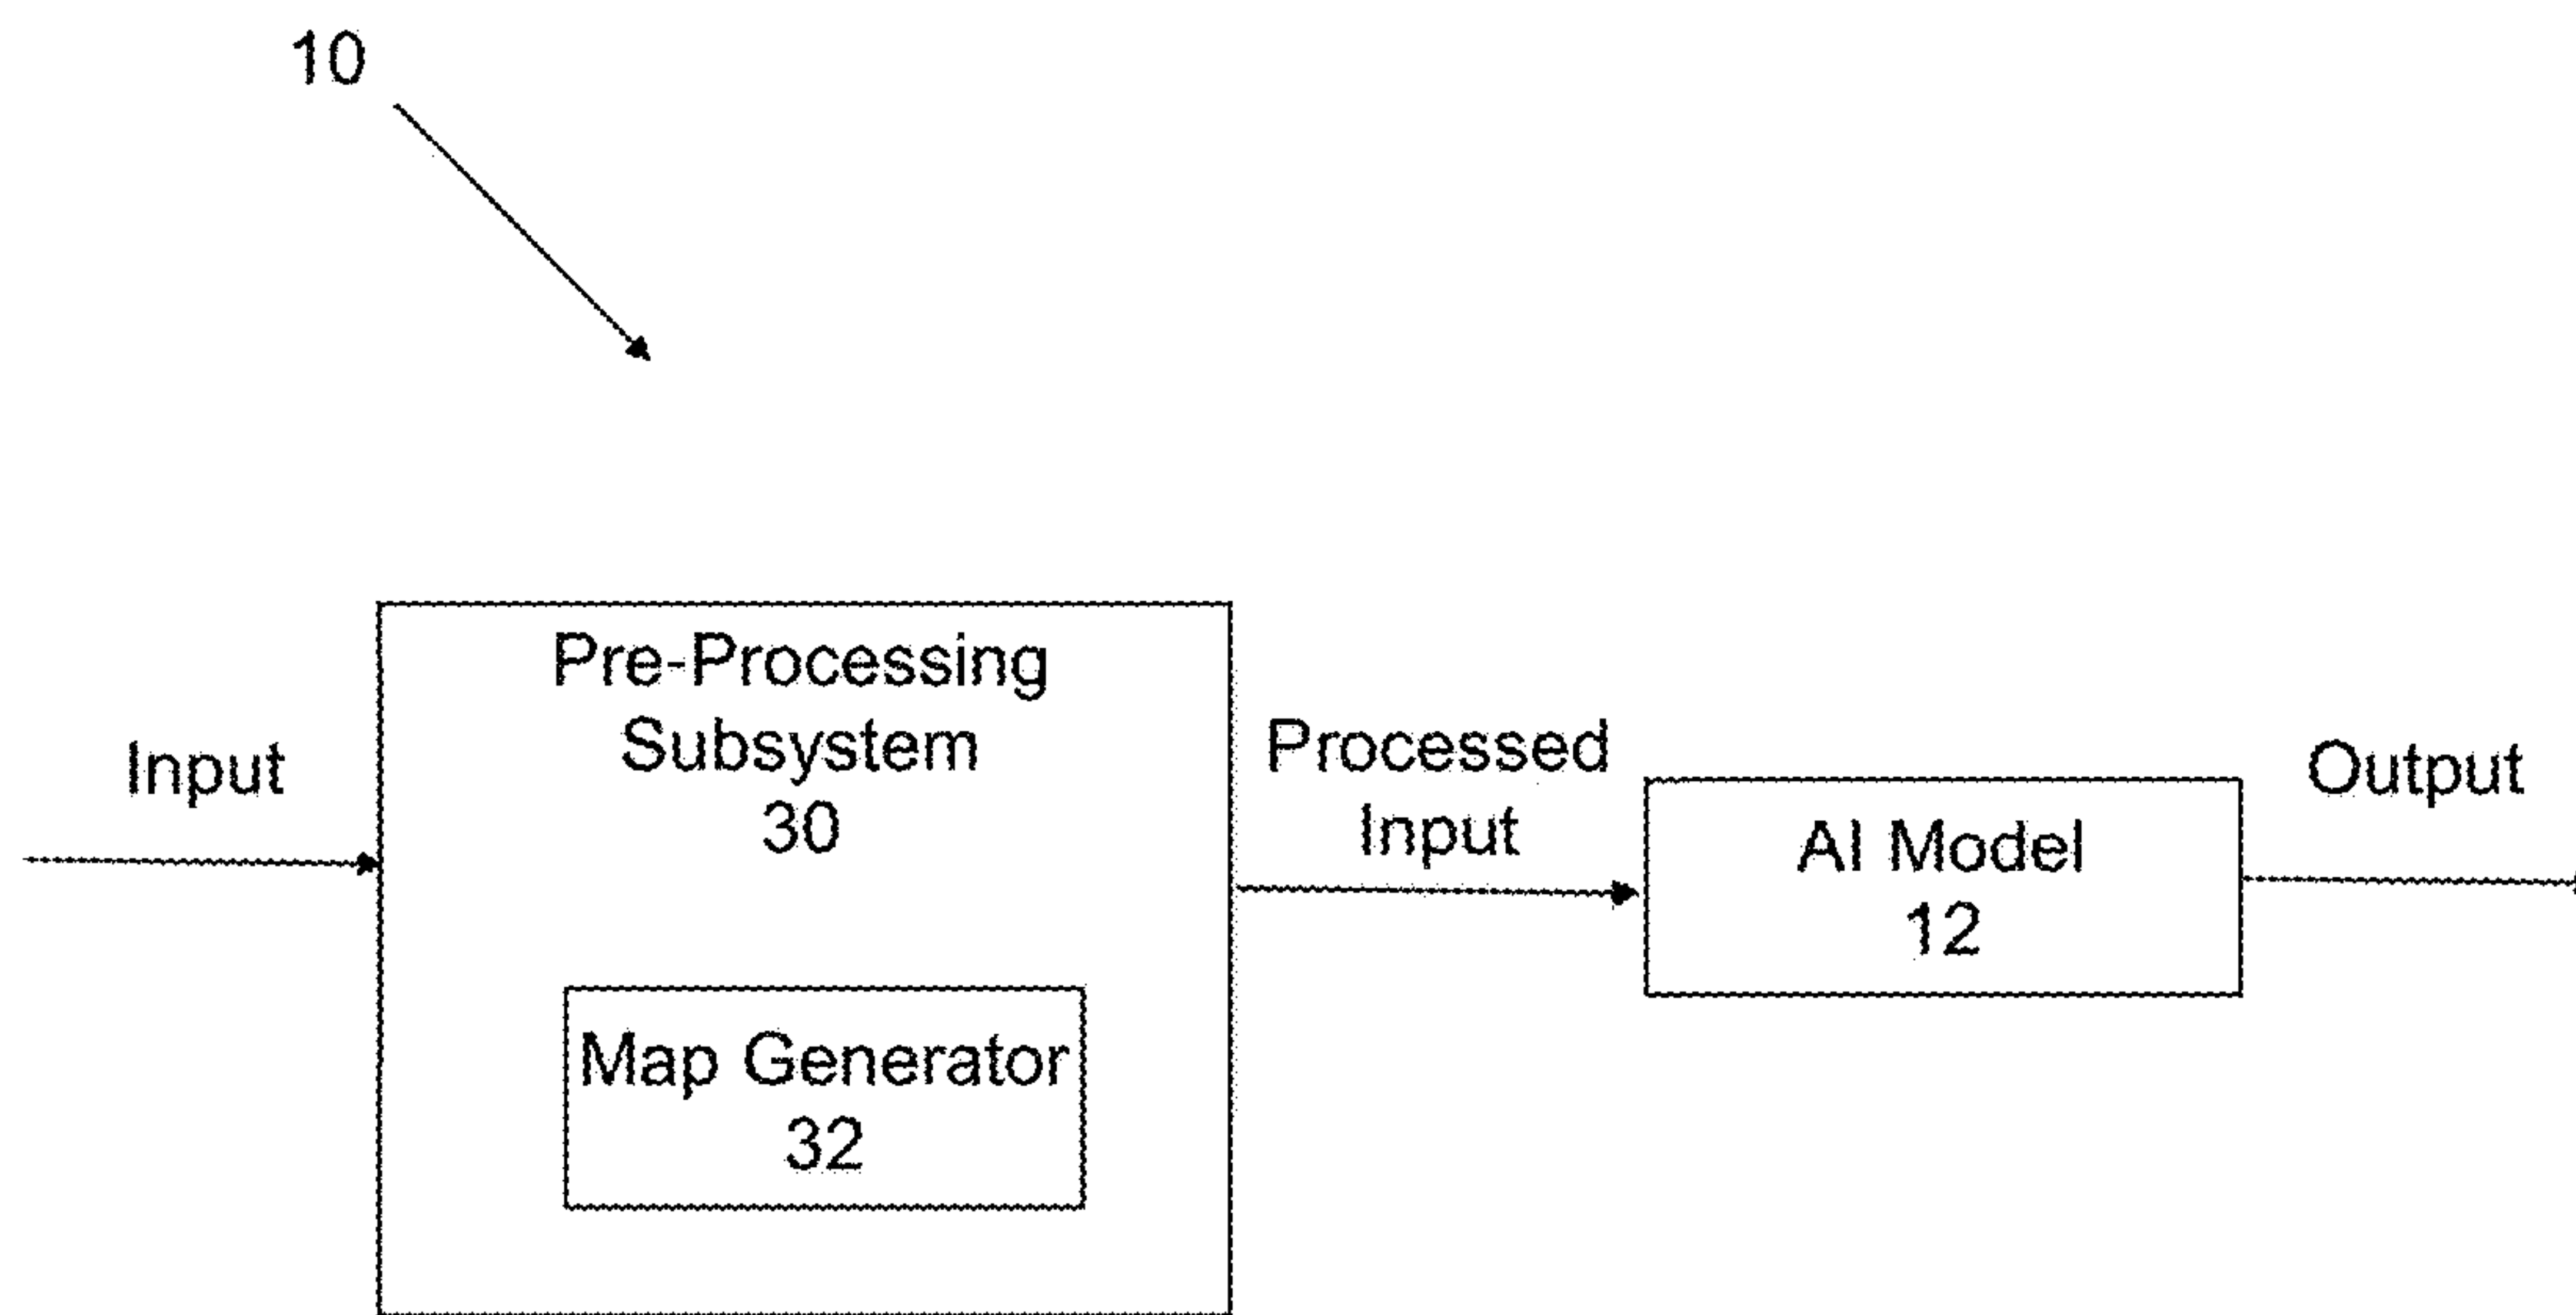 10
Input
Pre-Processing
Subsystem
30
Map Generator
32
Processed
Input
AI Model
12
Output